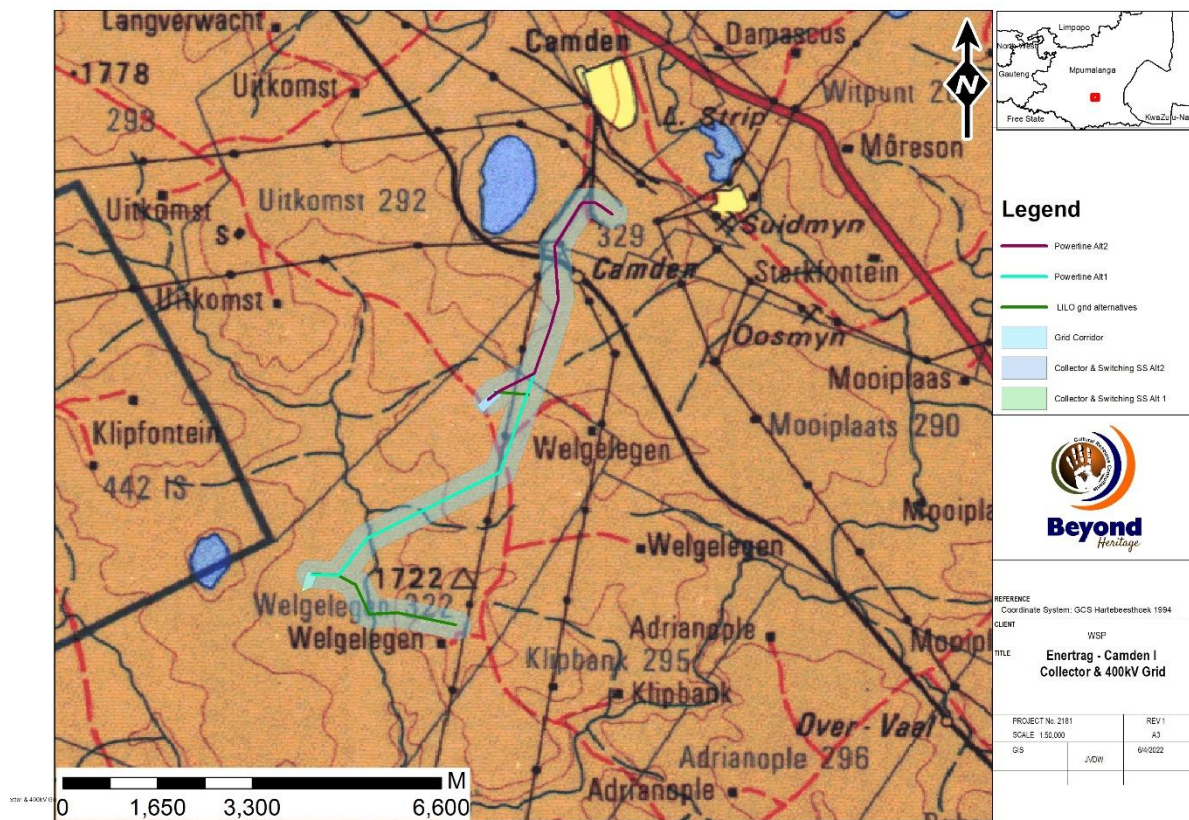 Langverwacht
Camden
Damascus
1778
Uitkomst
Witpunt 2
293
L. Strip
Môreson
Uitkomst
Uitkomst 292
S
329
Suidmyn
Camden
Sterkfontein
Uitkomst
Oosmyn
Mooiplaas
Klipfontein
Mooiplaats 290
442 IS
Welgelegen
Mooipla
Welgelegen
1722
Welgelegen 322
Welgelegen
Adrianople
Klipbank 295
Klipbank
Over-Vaal
Adrianople 296
Adrianople
M
0 1,650 3,300 6,600
N
Limpopo
North West
Gauteng
Mpumalanga
Free State
KwaZulu-Na
Legend
Powerline Alt2
Powerline Alt1
LILO grid alternatives
Grid Corridor
Collector & Switching SS Alt2
Collector & Switching SS Alt 1
Beyond
Heritage
REFERENCE
Coordinate System: GCS Hartebeesthoek 1994
CLIENT
WSP
TITLE
Enertrag - Camden I
Collector & 400kV Grid
PROJECT No. 2181
REV 1
SCALE 1:50,000
A3
GIS
JVDW
6/4/2022